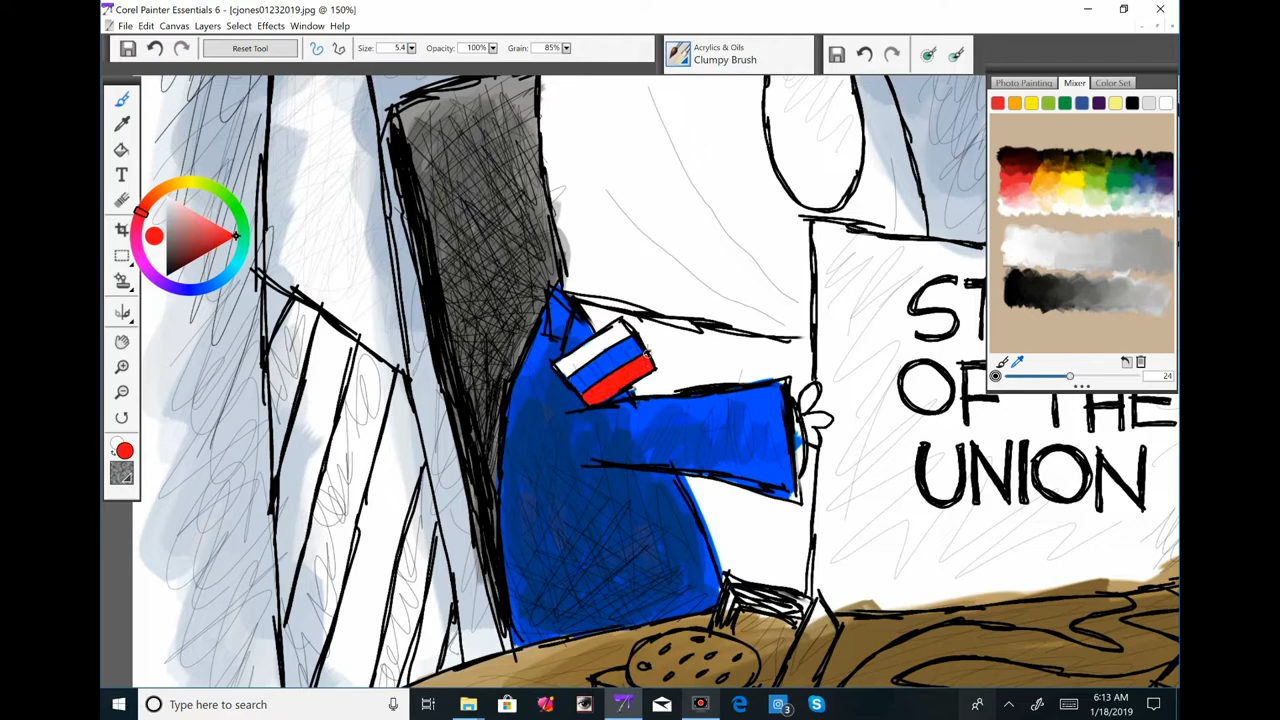 Corel Painter Essentials 6 - [cjones01232019.jpg @ 150%]
File Edit Canvas Layers Select Effects Window Help
Reset Tool Size: 5.4 Opacity: 100% Grain: 85%
Acrylics & Oils
Clumpy Brush
Photo Painting Mixer Color Set
T
24
ST
OF THE
UNION
Type here to search
3
6:13 AM
1/18/2019